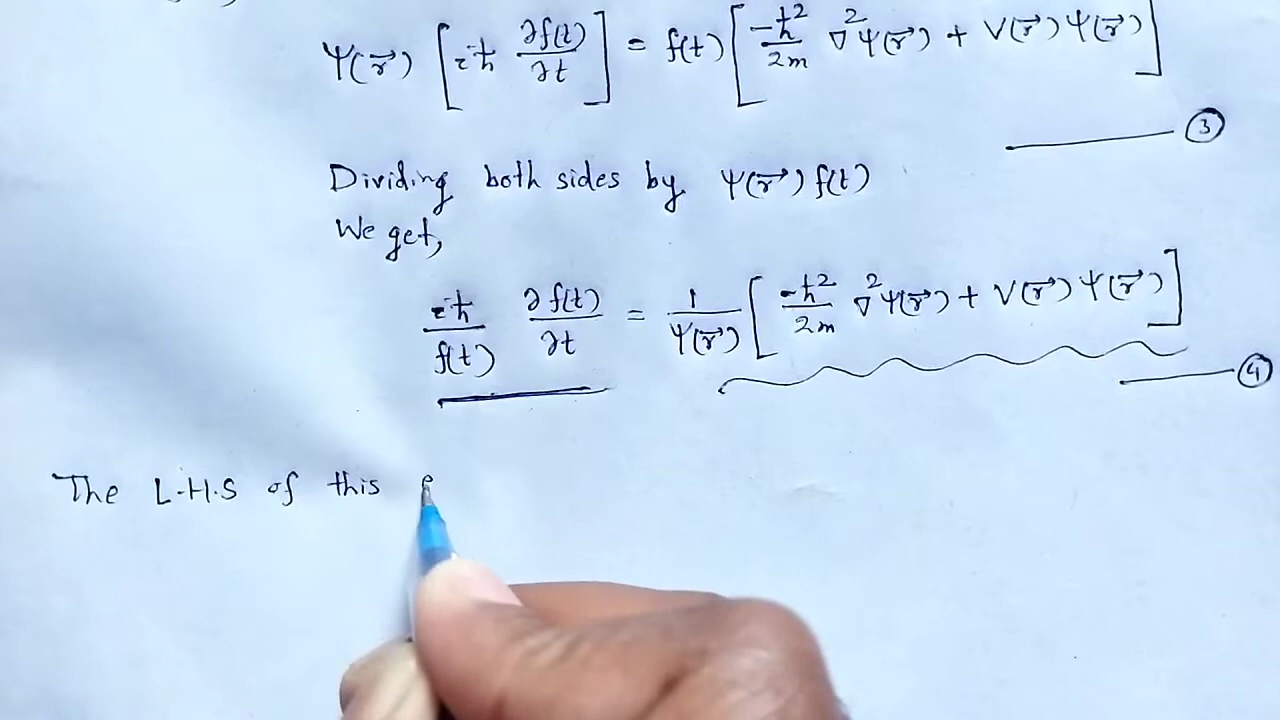 Ψ(r⃗) [iħ ∂f(t)/∂t] = f(t) [-ħ²/2m ∇²Ψ(r⃗) + V(r⃗)Ψ(r⃗)]
③
Dividing both sides by Ψ(r⃗)f(t)
We get,
iħ/f(t) ∂f(t)/∂t = 1/Ψ(r⃗) [-ħ²/2m ∇²Ψ(r⃗) + V(r⃗)Ψ(r⃗)]
④
The L.H.S of this e